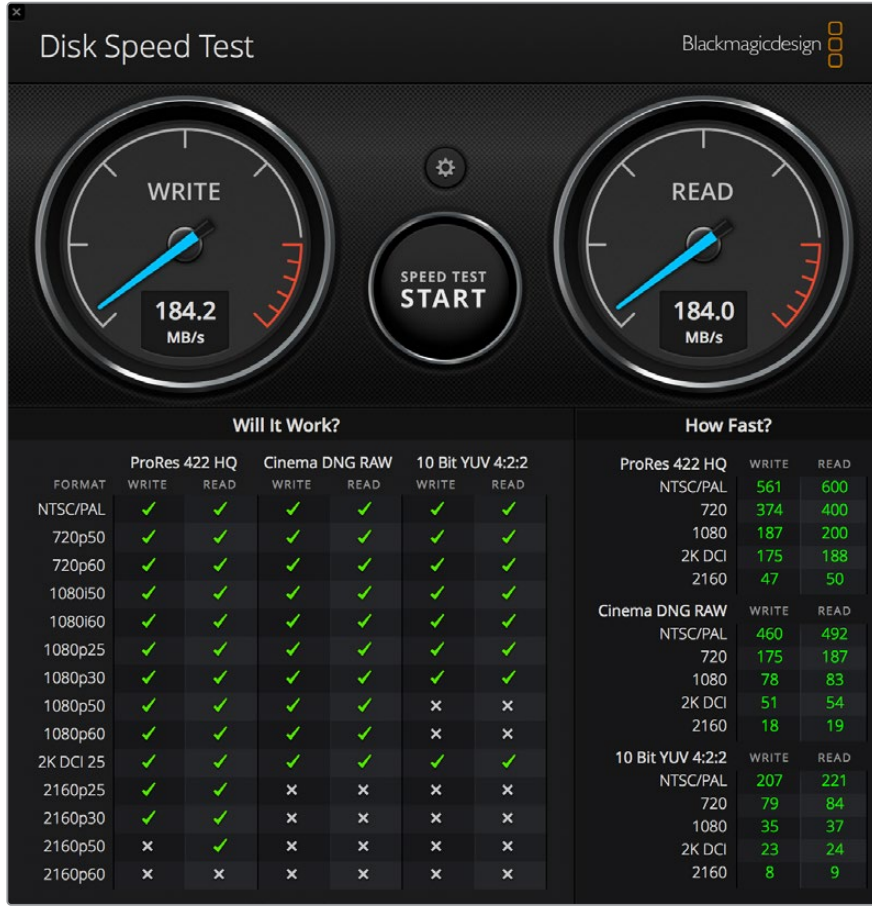 Disk Speed Test
Blackmagicdesign
WRITE
184.2
MB/s
SPEED TEST
START
READ
184.0
MB/s
Will It Work?
ProRes 422 HQ Cinema DNG RAW 10 Bit YUV 4:2:2
FORMAT WRITE READ WRITE READ WRITE READ
NTSC/PAL ✓ ✓ ✓ ✓ ✓ ✓
720p50 ✓ ✓ ✓ ✓ ✓ ✓
720p60 ✓ ✓ ✓ ✓ ✓ ✓
1080i50 ✓ ✓ ✓ ✓ ✓ ✓
1080i60 ✓ ✓ ✓ ✓ ✓ ✓
1080p25 ✓ ✓ ✓ ✓ ✓ ✓
1080p30 ✓ ✓ ✓ ✓ ✓ ✓
1080p50 ✓ ✓ ✓ ✓ × ×
1080p60 ✓ ✓ ✓ ✓ × ×
2K DCI 25 ✓ ✓ ✓ ✓ ✓ ✓
2160p25 ✓ ✓ × × × ×
2160p30 ✓ ✓ × × × ×
2160p50 × ✓ × × × ×
2160p60 × × × × × ×
How Fast?
ProRes 422 HQ WRITE READ
NTSC/PAL 561 600
720 374 400
1080 187 200
2K DCI 175 188
2160 47 50
Cinema DNG RAW WRITE READ
NTSC/PAL 460 492
720 175 187
1080 78 83
2K DCI 51 54
2160 18 19
10 Bit YUV 4:2:2 WRITE READ
NTSC/PAL 207 221
720 79 84
1080 35 37
2K DCI 23 24
2160 8 9